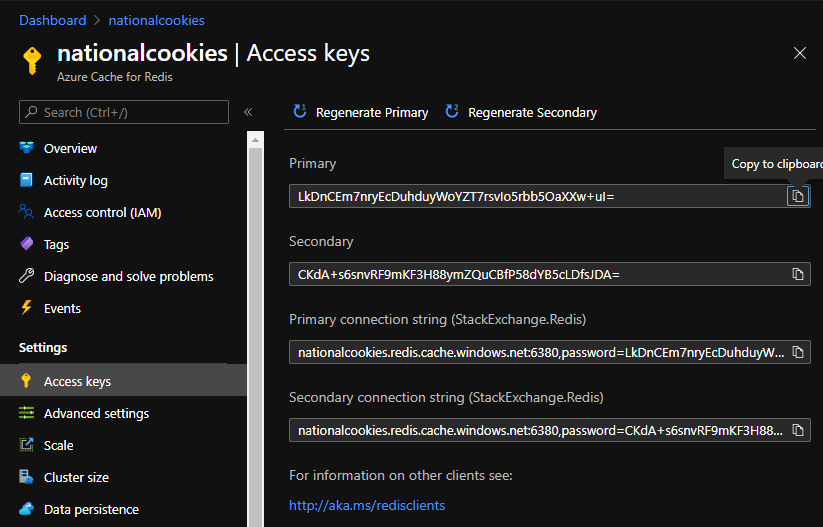 Dashboard > nationalcookies
nationalcookies | Access keys
Azure Cache for Redis
Search (Ctrl+/)
«
Regenerate Primary
Regenerate Secondary
Overview
Activity log
Access control (IAM)
Tags
Diagnose and solve problems
Events
Settings
Access keys
Advanced settings
Scale
Cluster size
Data persistence
Primary
Copy to clipboard
LkDnCEm7nryEcDuhduyWoYZT7rsvIo5rbb5OaXXw+uI=
Secondary
CKdA+s6snvRF9mKF3H88ymZQuCBfP58dYB5cLDfsJDA=
Primary connection string (StackExchange.Redis)
nationalcookies.redis.cache.windows.net:6380,password=LkDnCEm7nryEcDuhduyW...
Secondary connection string (StackExchange.Redis)
nationalcookies.redis.cache.windows.net:6380,password=CKdA+s6snvRF9mKF3H88...
For information on other clients see:
http://aka.ms/redisclients